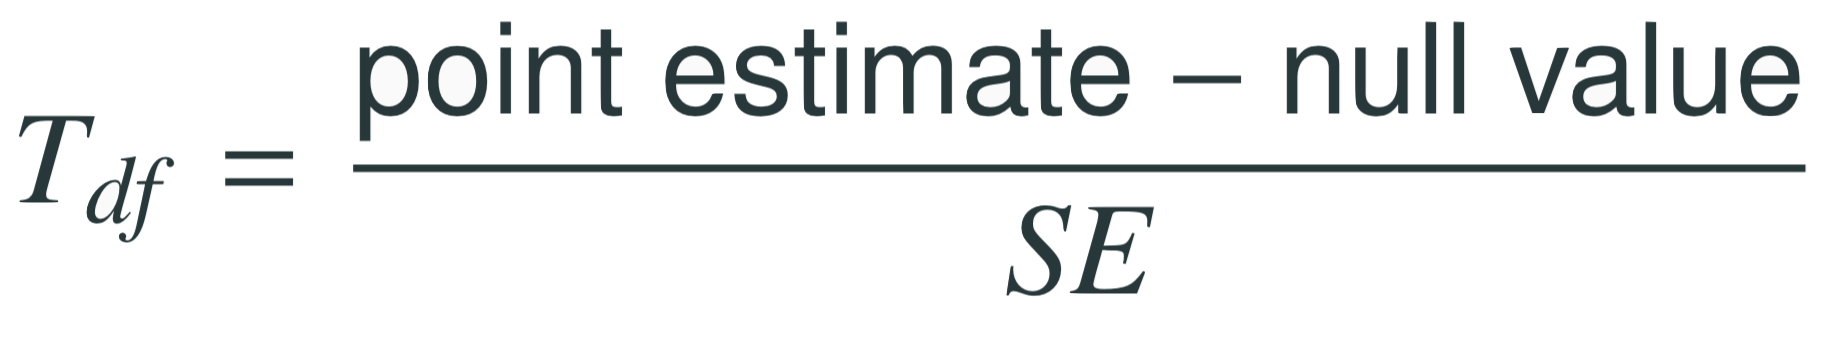 T_df = point estimate − null value
SE